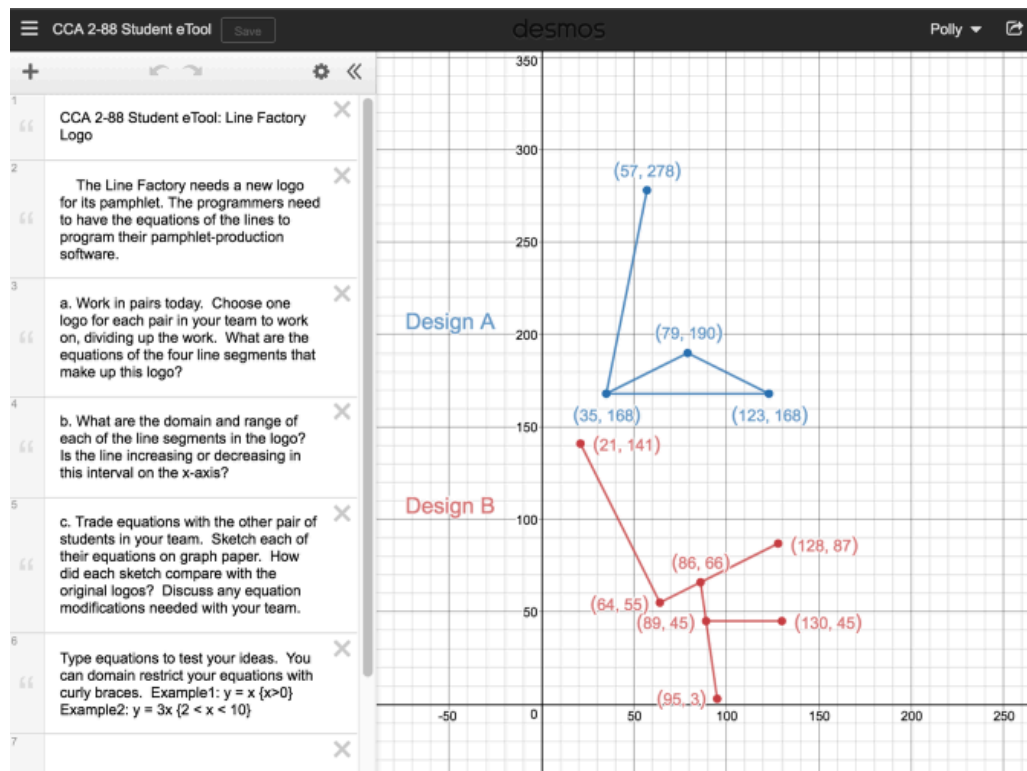 CCA 2-88 Student eTool Save desmos Polly
1
CCA 2-88 Student eTool: Line Factory
Logo
2
The Line Factory needs a new logo
for its pamphlet. The programmers need
to have the equations of the lines to
program their pamphlet-production
software.
3
a. Work in pairs today. Choose one
logo for each pair in your team to work
on, dividing up the work. What are the
equations of the four line segments that
make up this logo?
4
b. What are the domain and range of
each of the line segments in the logo?
Is the line increasing or decreasing in
this interval on the x-axis?
5
c. Trade equations with the other pair of
students in your team. Sketch each of
their equations on graph paper. How
did each sketch compare with the
original logos? Discuss any equation
modifications needed with your team.
6
Type equations to test your ideas. You
can domain restrict your equations with
curly braces. Example1: y = x {x>0}
Example2: y = 3x {2 < x < 10}
7
350
300
(57, 278)
250
Design A
200
(79, 190)
(35, 168) (123, 168)
150
(21, 141)
Design B
100
(128, 87)
(86, 66)
(64, 55)
50
(89, 45) (130, 45)
(95, 3)
-50 0 50 100 150 200 250